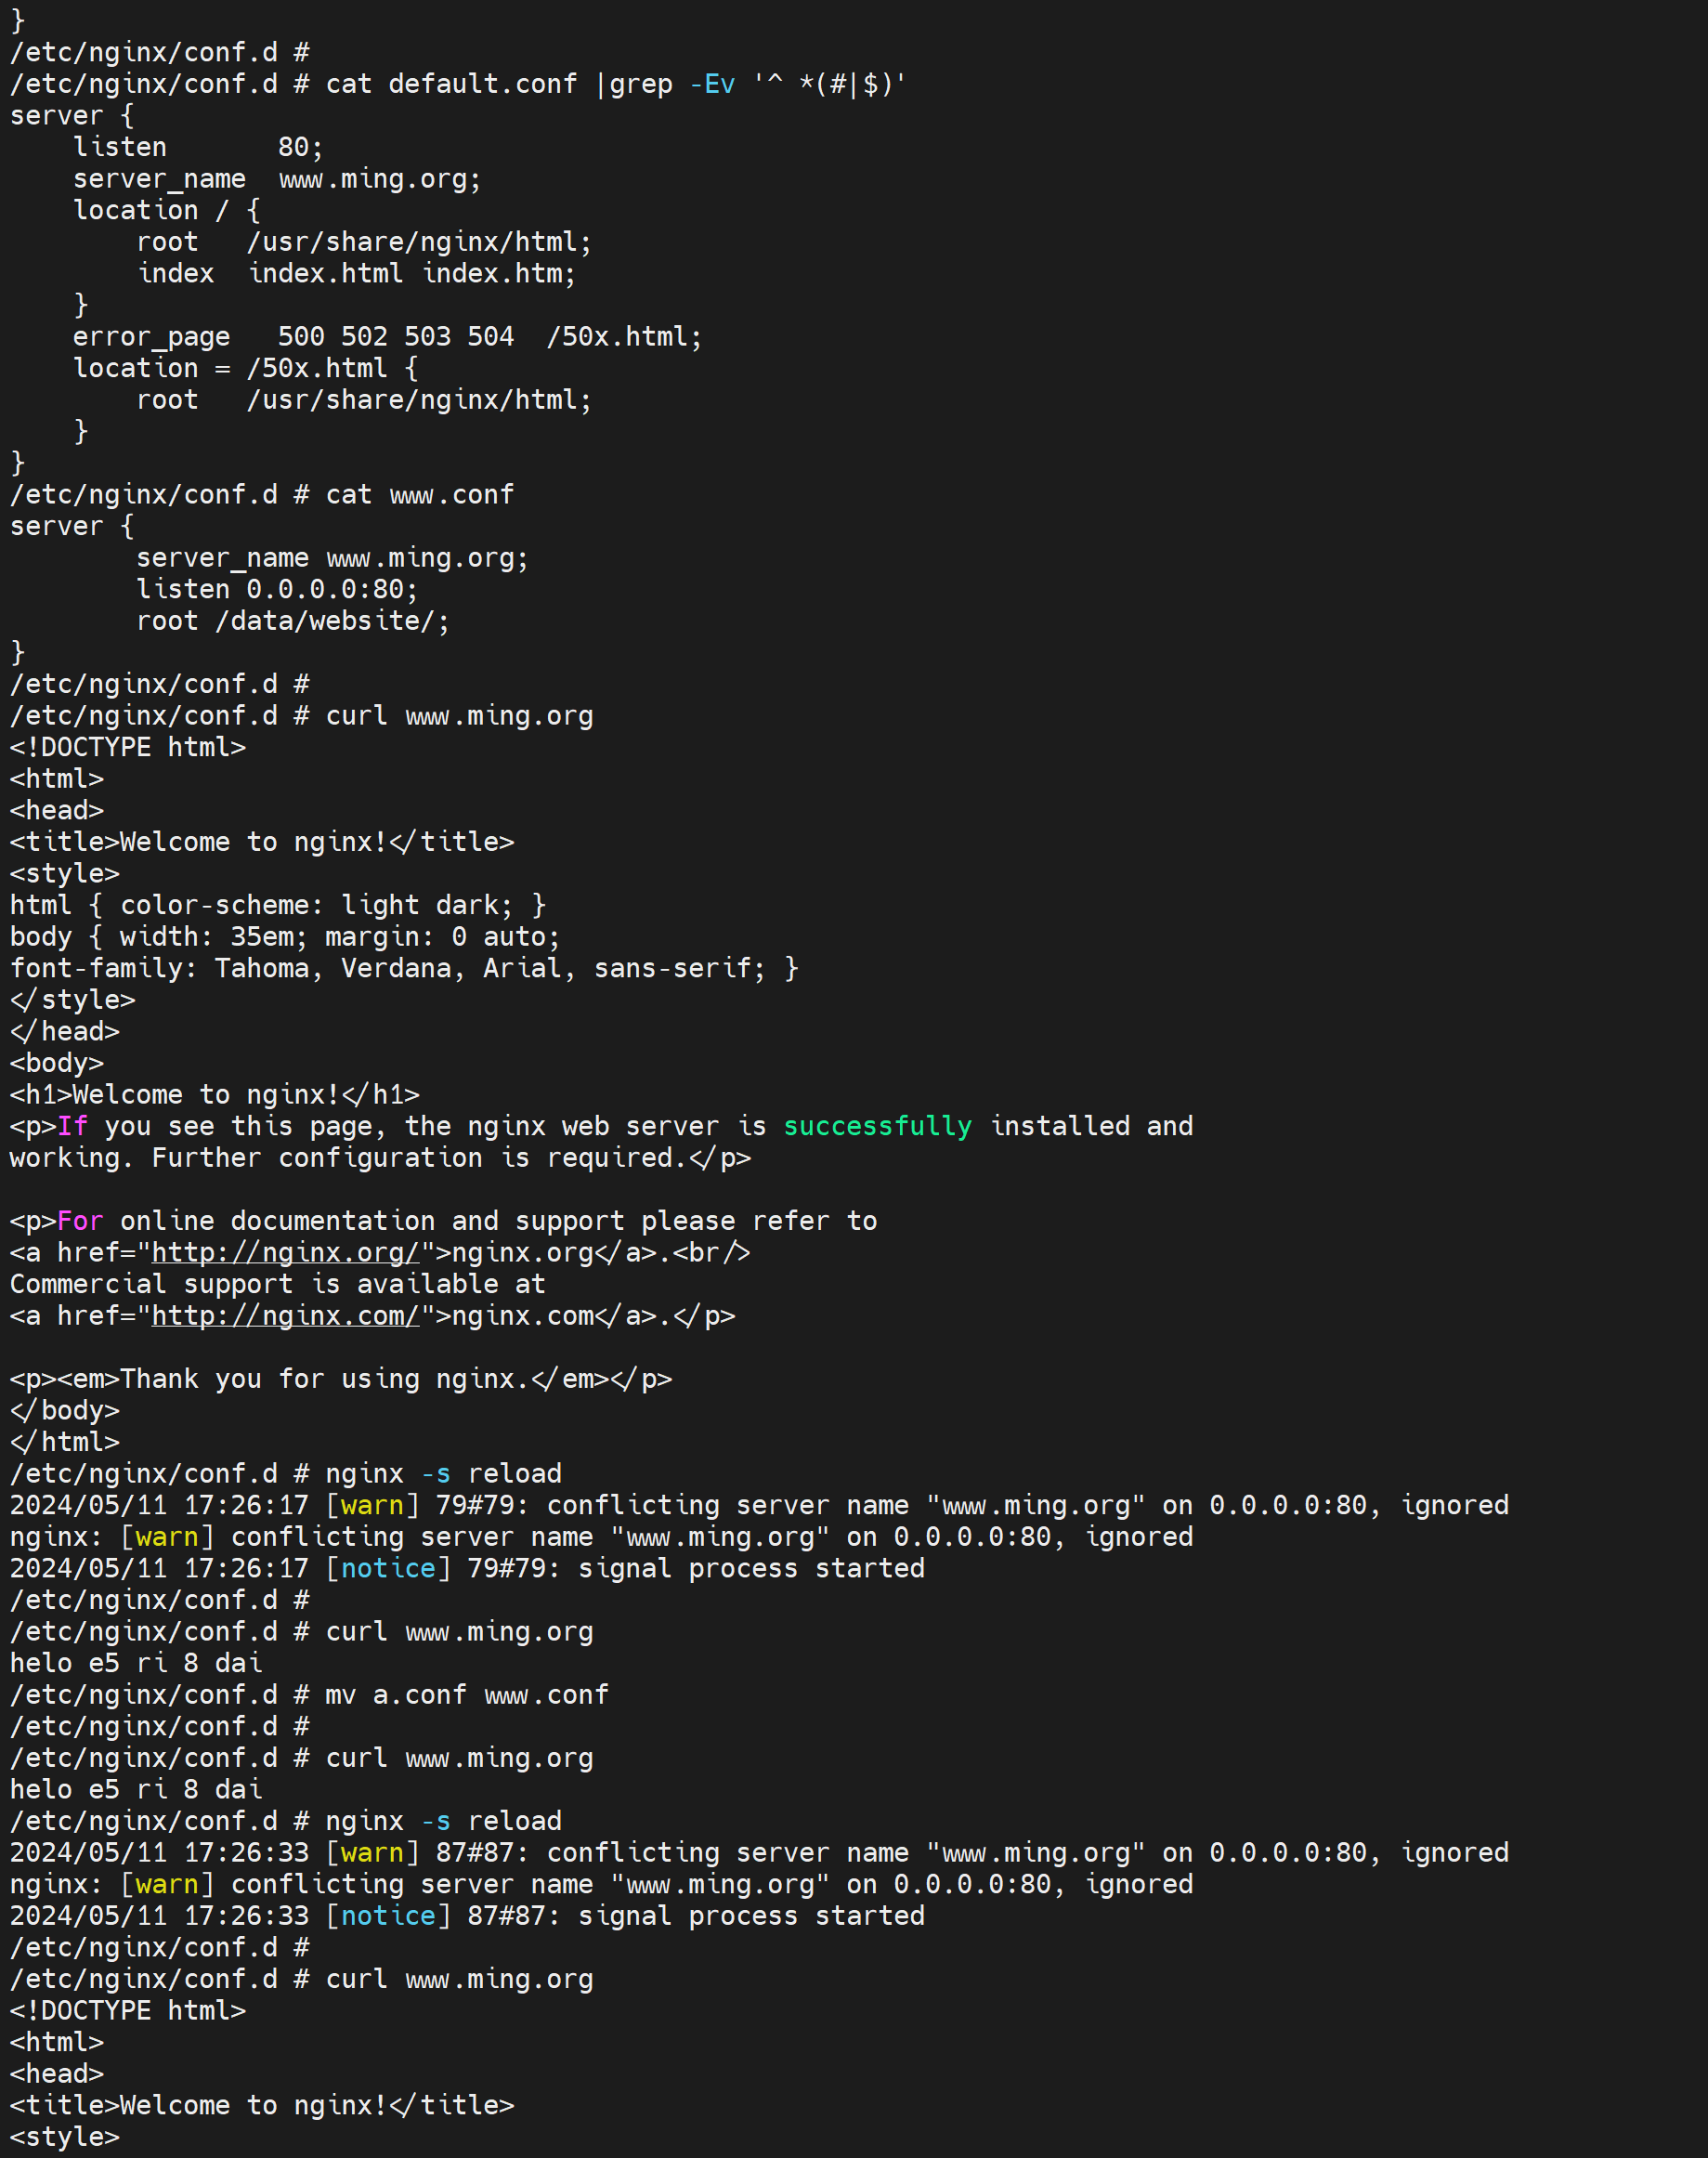 }
/etc/nginx/conf.d #
/etc/nginx/conf.d # cat default.conf |grep -Ev '^ *(#|$)'
server {
    listen       80;
    server_name  www.ming.org;
    location / {
        root   /usr/share/nginx/html;
        index  index.html index.htm;
    }
    error_page   500 502 503 504  /50x.html;
    location = /50x.html {
        root   /usr/share/nginx/html;
    }
}
/etc/nginx/conf.d # cat www.conf
server {
        server_name www.ming.org;
        listen 0.0.0.0:80;
        root /data/website/;
}
/etc/nginx/conf.d #
/etc/nginx/conf.d # curl www.ming.org
<!DOCTYPE html>
<html>
<head>
<title>Welcome to nginx!</title>
<style>
html { color-scheme: light dark; }
body { width: 35em; margin: 0 auto;
font-family: Tahoma, Verdana, Arial, sans-serif; }
</style>
</head>
<body>
<h1>Welcome to nginx!</h1>
<p>If you see this page, the nginx web server is successfully installed and
working. Further configuration is required.</p>

<p>For online documentation and support please refer to
<a href="http://nginx.org/">nginx.org</a>.<br/>
Commercial support is available at
<a href="http://nginx.com/">nginx.com</a>.</p>

<p><em>Thank you for using nginx.</em></p>
</body>
</html>
/etc/nginx/conf.d # nginx -s reload
2024/05/11 17:26:17 [warn] 79#79: conflicting server name "www.ming.org" on 0.0.0.0:80, ignored
nginx: [warn] conflicting server name "www.ming.org" on 0.0.0.0:80, ignored
2024/05/11 17:26:17 [notice] 79#79: signal process started
/etc/nginx/conf.d #
/etc/nginx/conf.d # curl www.ming.org
helo e5 ri 8 dai
/etc/nginx/conf.d # mv a.conf www.conf
/etc/nginx/conf.d #
/etc/nginx/conf.d # curl www.ming.org
helo e5 ri 8 dai
/etc/nginx/conf.d # nginx -s reload
2024/05/11 17:26:33 [warn] 87#87: conflicting server name "www.ming.org" on 0.0.0.0:80, ignored
nginx: [warn] conflicting server name "www.ming.org" on 0.0.0.0:80, ignored
2024/05/11 17:26:33 [notice] 87#87: signal process started
/etc/nginx/conf.d #
/etc/nginx/conf.d # curl www.ming.org
<!DOCTYPE html>
<html>
<head>
<title>Welcome to nginx!</title>
<style>